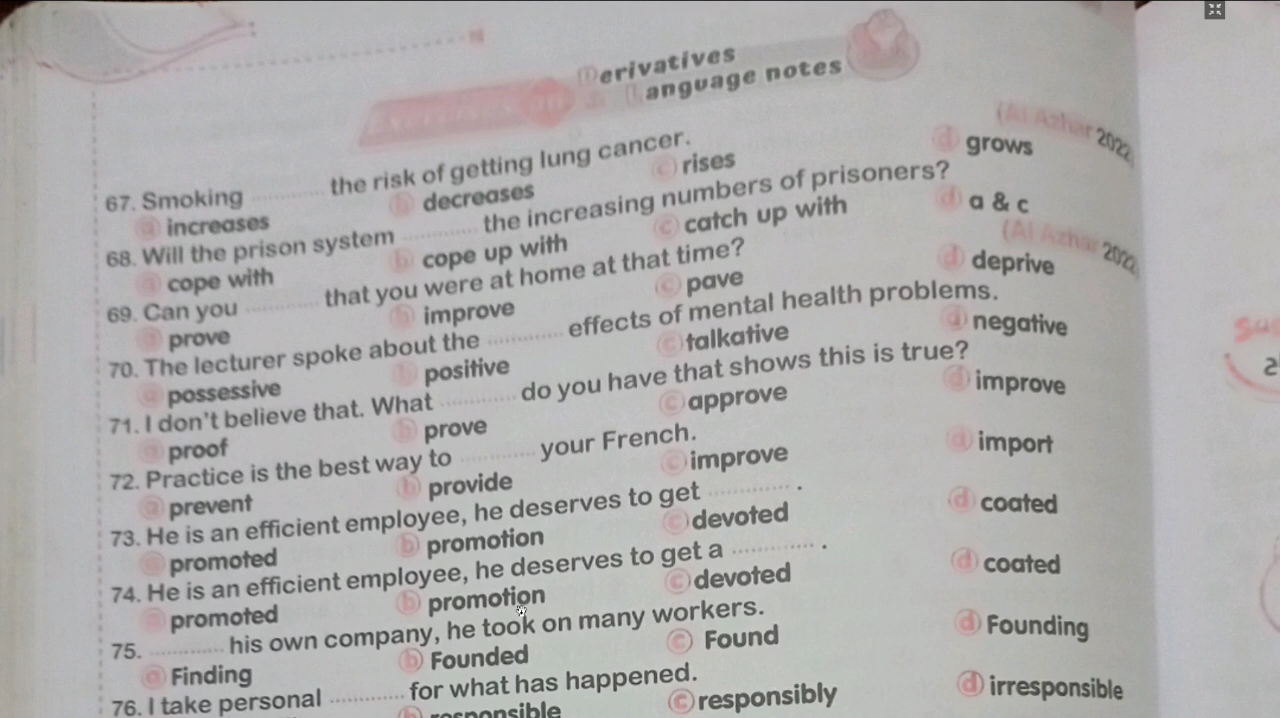 Derivatives
Language notes
67. Smoking ............ the risk of getting lung cancer. (Al Azhar 2022)
a increases b decreases c rises d grows
68. Will the prison system ............ the increasing numbers of prisoners?
a cope with b cope up with c catch up with d a & c
69. Can you ............ that you were at home at that time? (Al Azhar 2022)
a prove b improve c pave d deprive
70. The lecturer spoke about the ............ effects of mental health problems.
a possessive b positive c talkative d negative
71. I don't believe that. What ............ do you have that shows this is true?
a proof b prove c approve d improve
72. Practice is the best way to ............ your French.
a prevent b provide c improve d import
73. He is an efficient employee, he deserves to get ............ .
a promoted b promotion c devoted d coated
74. He is an efficient employee, he deserves to get a ............ .
a promoted b promotion c devoted d coated
75. ............ his own company, he took on many workers.
a Finding b Founded c Found d Founding
76. I take personal ............ for what has happened.
b responsible c responsibly d irresponsible